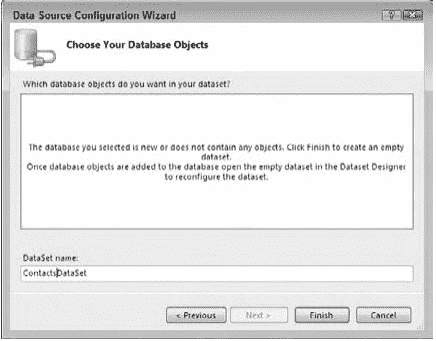 Data Source Configuration Wizard
Choose Your Database Objects
Which database objects do you want in your dataset?
The database you selected is new or does not contain any objects. Click Finish to create an empty
dataset.
Once database objects are added to the database open the empty dataset in the Dataset Designer
to reconfigure the dataset.
DataSet name:
ContactsDataSet
< Previous
Next >
Finish
Cancel